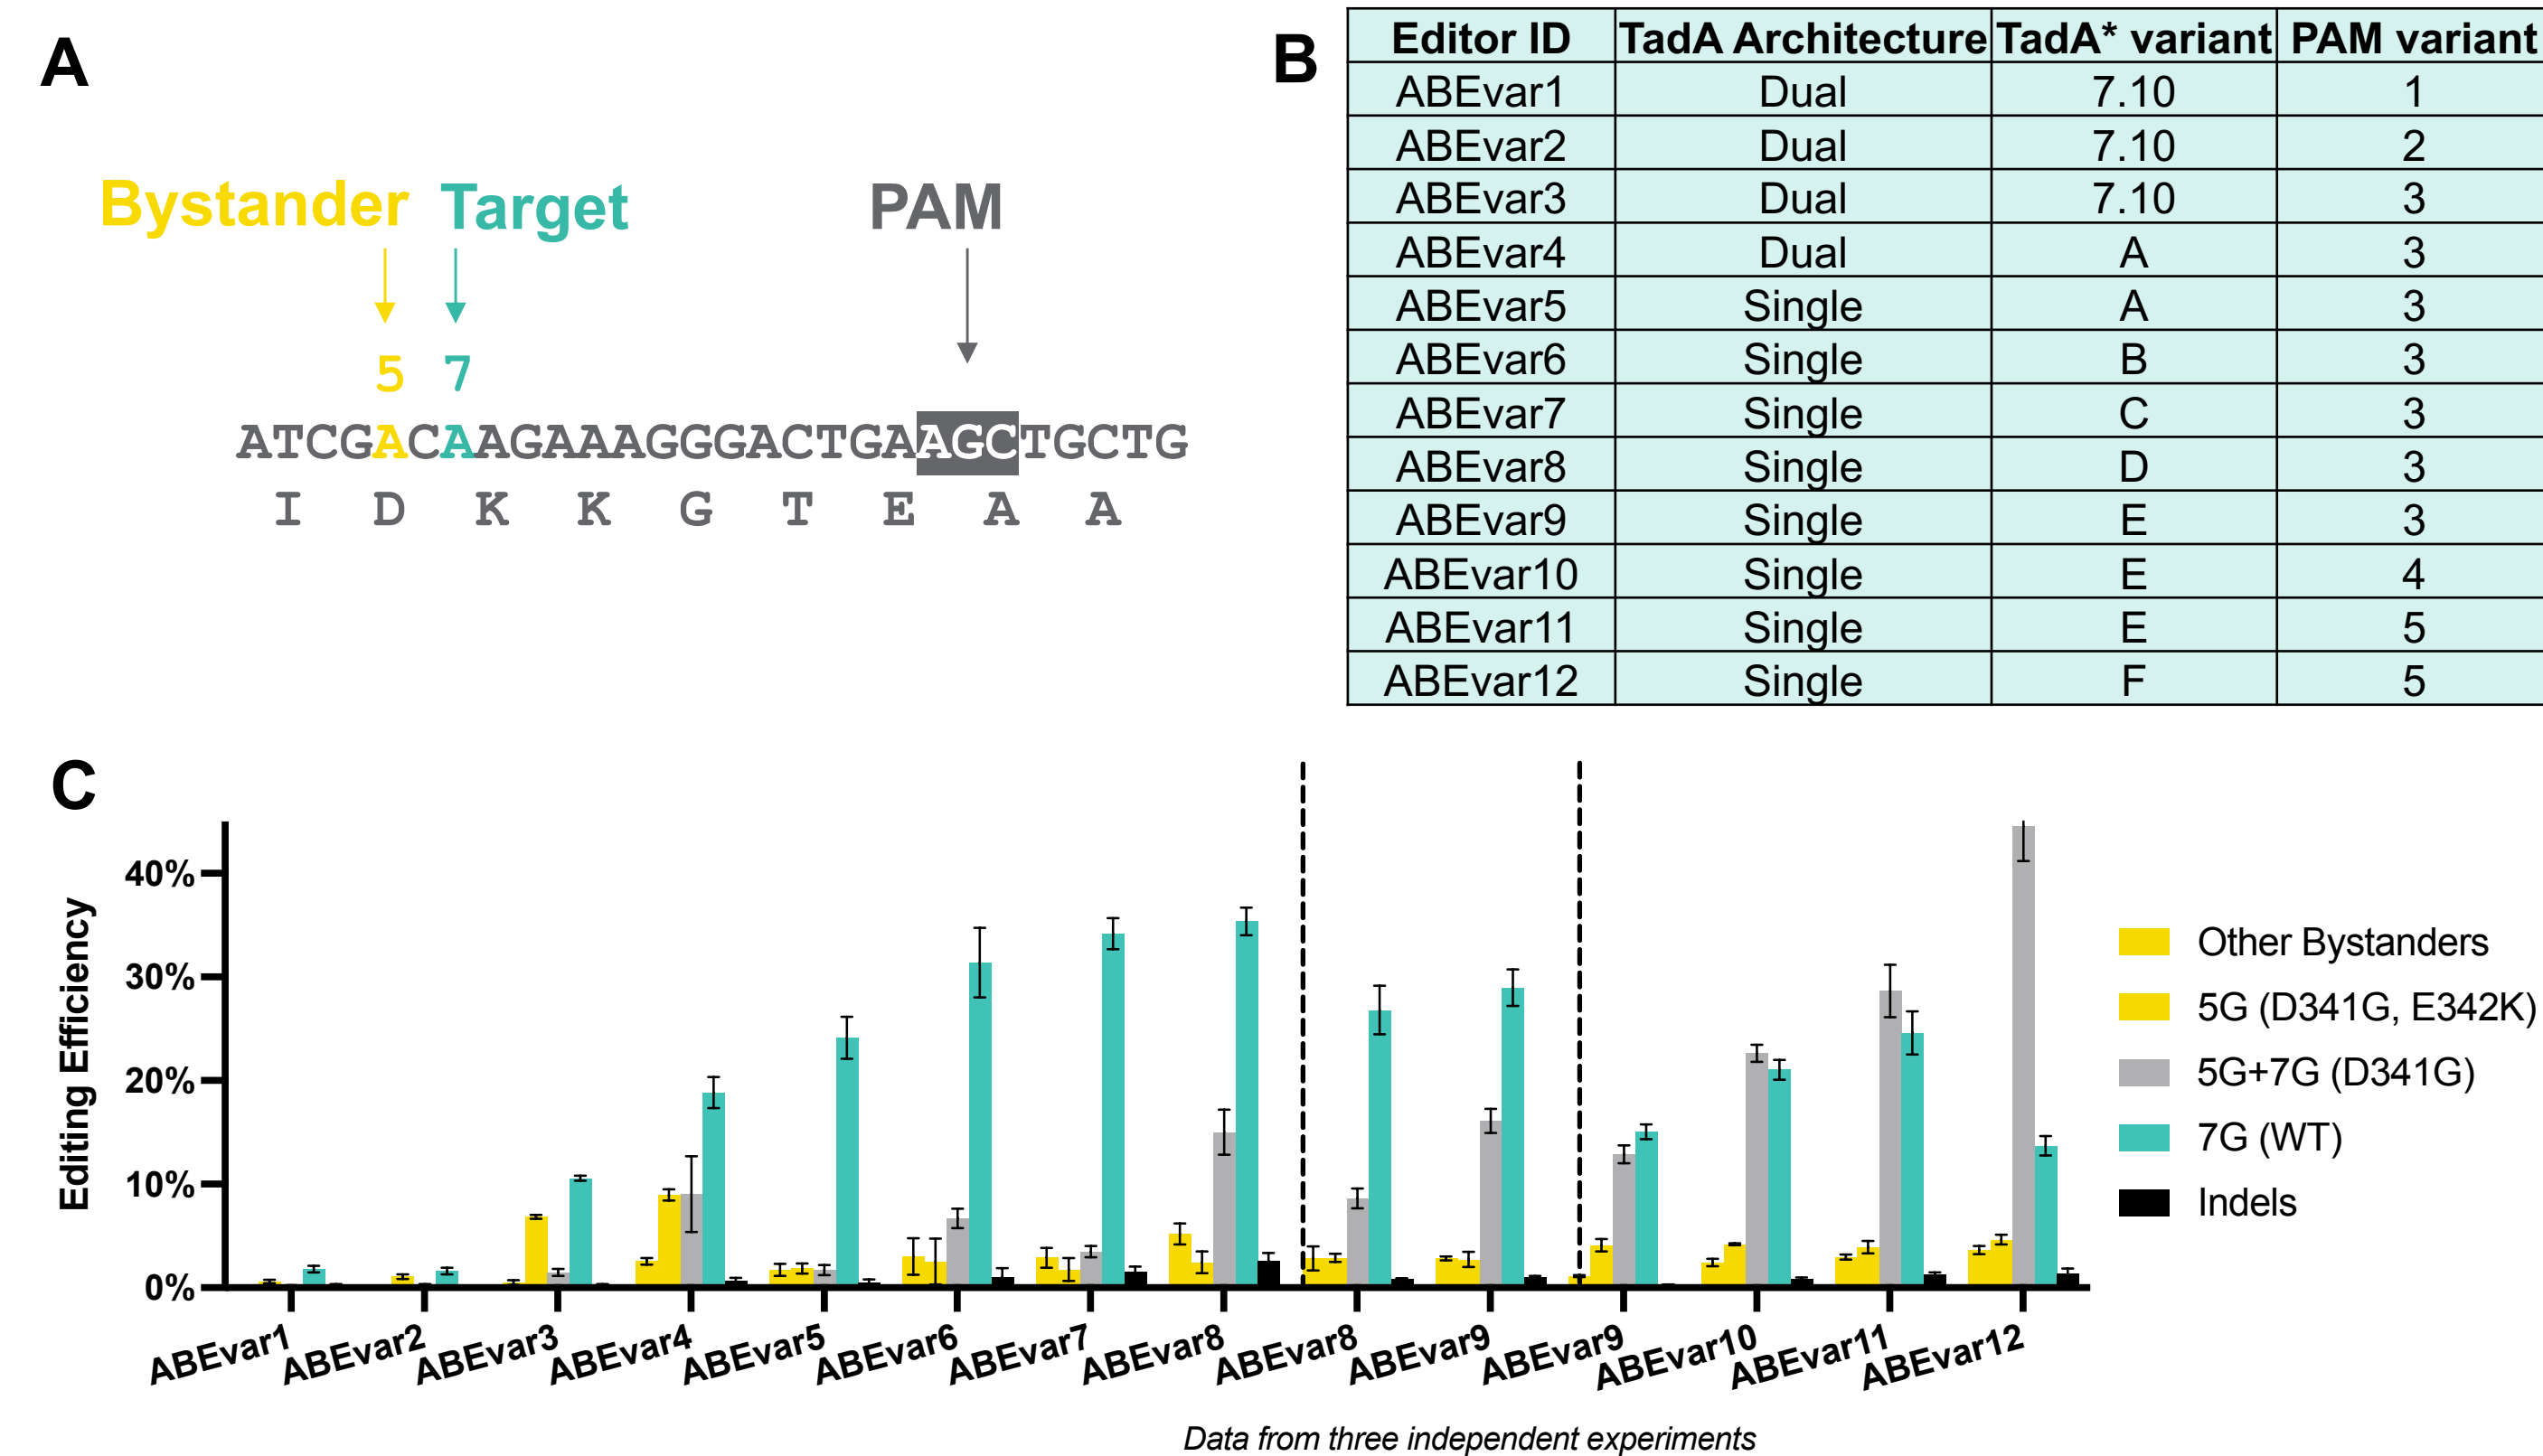 A
Bystander Target PAM
5 7
ATCGACAAGAAAGGGACTGAAGCTGCTG
I D K K G T E A A
B
Editor ID TadA Architecture TadA* variant PAM variant
ABEvar1 Dual 7.10 1
ABEvar2 Dual 7.10 2
ABEvar3 Dual 7.10 3
ABEvar4 Dual A 3
ABEvar5 Single A 3
ABEvar6 Single B 3
ABEvar7 Single C 3
ABEvar8 Single D 3
ABEvar9 Single E 3
ABEvar10 Single E 4
ABEvar11 Single E 5
ABEvar12 Single F 5
C
Editing Efficiency
40%
30%
20%
10%
0%
ABEvar1 ABEvar2 ABEvar3 ABEvar4 ABEvar5 ABEvar6 ABEvar7 ABEvar8 ABEvar8 ABEvar9 ABEvar9 ABEvar10 ABEvar11 ABEvar12
Other Bystanders
5G (D341G, E342K)
5G+7G (D341G)
7G (WT)
Indels
Data from three independent experiments